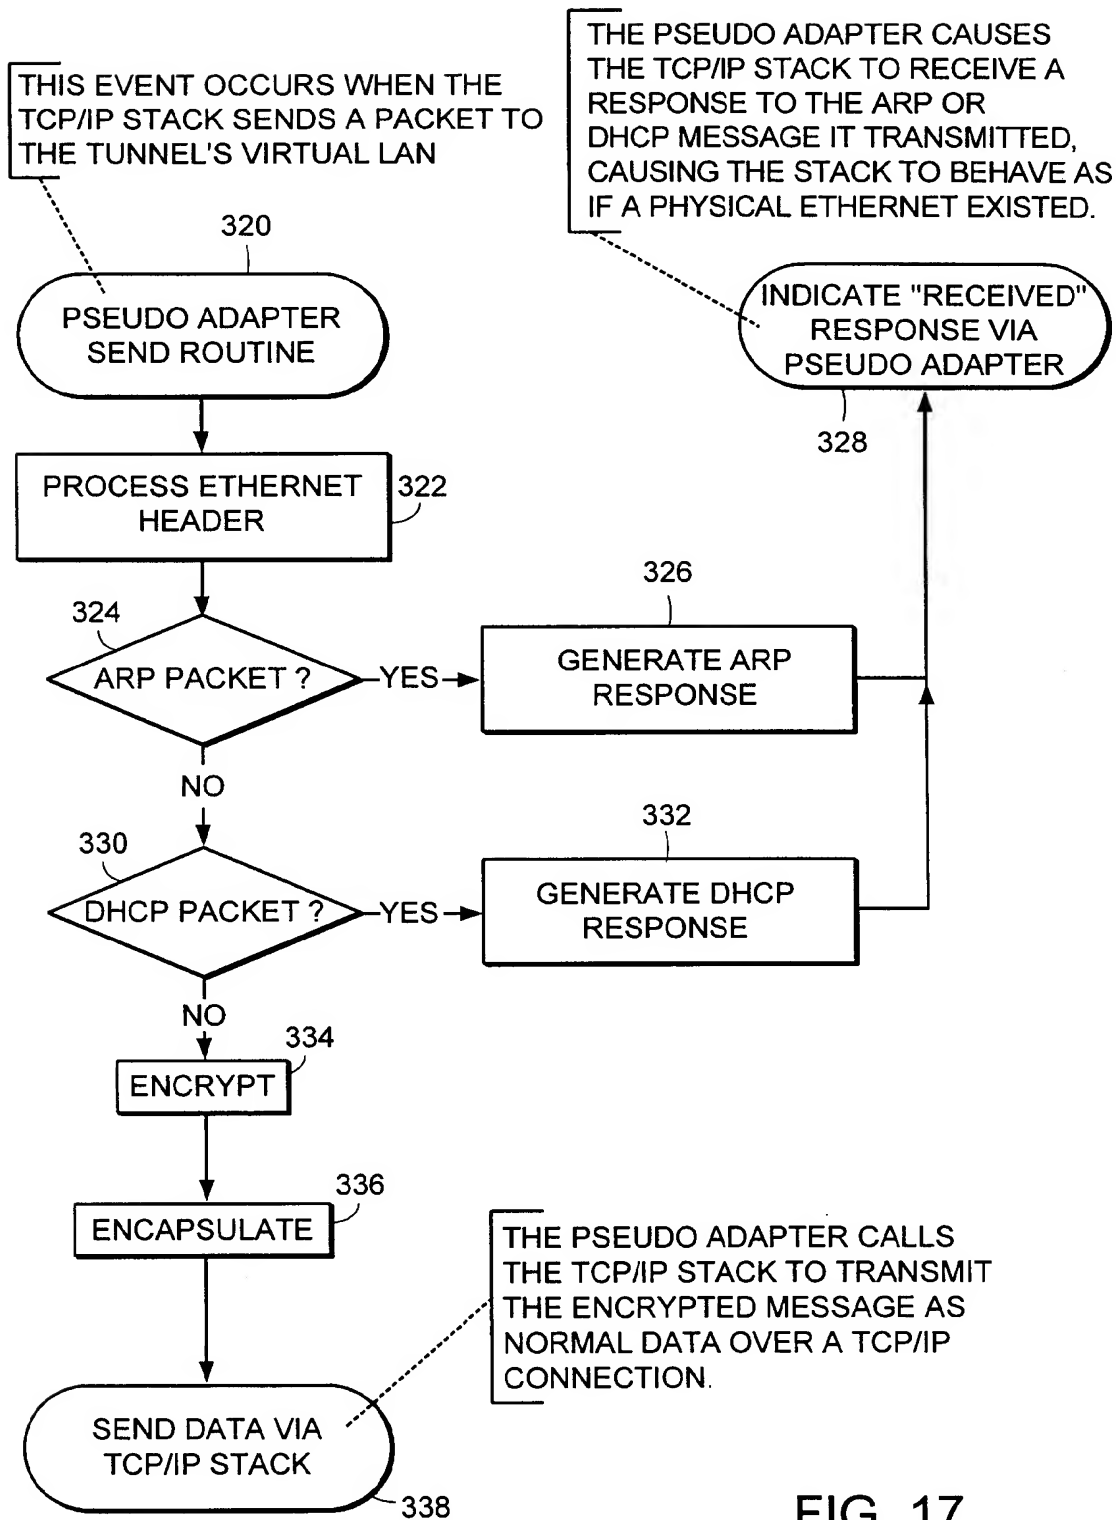 THIS EVENT OCCURS WHEN THE
TCP/IP STACK SENDS A PACKET TO
THE TUNNEL'S VIRTUAL LAN
THE PSEUDO ADAPTER CAUSES
THE TCP/IP STACK TO RECEIVE A
RESPONSE TO THE ARP OR
DHCP MESSAGE IT TRANSMITTED,
CAUSING THE STACK TO BEHAVE AS
IF A PHYSICAL ETHERNET EXISTED.
320
PSEUDO ADAPTER
SEND ROUTINE
INDICATE "RECEIVED"
RESPONSE VIA
PSEUDO ADAPTER
328
PROCESS ETHERNET
HEADER
322
324
ARP PACKET ?
YES
326
GENERATE ARP
RESPONSE
NO
330
DHCP PACKET ?
YES
332
GENERATE DHCP
RESPONSE
NO
334
ENCRYPT
336
ENCAPSULATE
THE PSEUDO ADAPTER CALLS
THE TCP/IP STACK TO TRANSMIT
THE ENCRYPTED MESSAGE AS
NORMAL DATA OVER A TCP/IP
CONNECTION.
SEND DATA VIA
TCP/IP STACK
338
FIG. 17